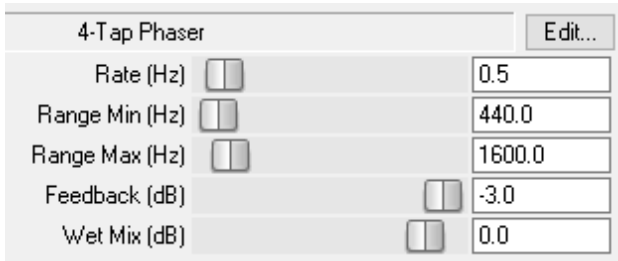 4-Tap Phaser Edit...
Rate (Hz) 0.5
Range Min (Hz) 440.0
Range Max (Hz) 1600.0
Feedback (dB) -3.0
Wet Mix (dB) 0.0